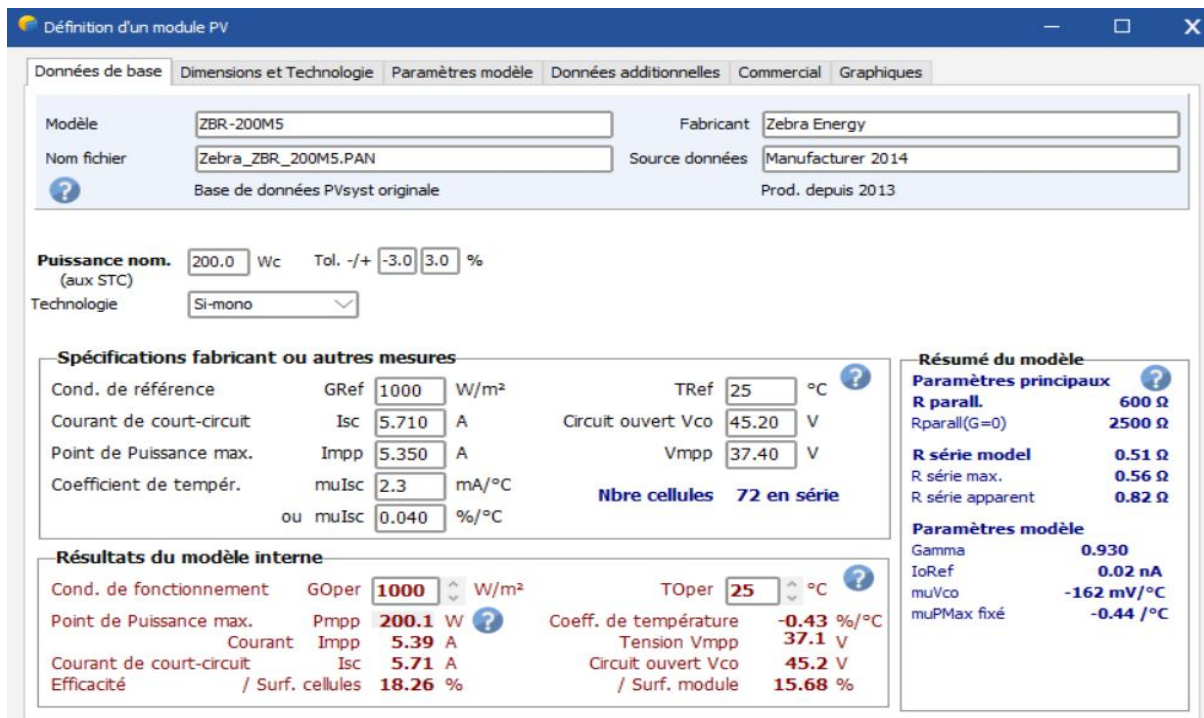 Définition d'un module PV
Données de base Dimensions et Technologie Paramètres modèle Données additionnelles Commercial Graphiques
Modèle ZBR-200M5 Fabricant Zebra Energy
Nom fichier Zebra_ZBR_200M5.PAN Source données Manufacturer 2014
? Base de données PVsyst originale Prod. depuis 2013
Puissance nom. 200.0 Wc Tol. -/+ -3.0 3.0 %
(aux STC)
Technologie Si-mono
Spécifications fabricant ou autres mesures
Cond. de référence GRef 1000 W/m² TRef 25 °C ?
Courant de court-circuit Isc 5.710 A Circuit ouvert Vco 45.20 V
Point de Puissance max. Impp 5.350 A Vmpp 37.40 V
Coefficient de tempér. muIsc 2.3 mA/°C Nbre cellules 72 en série
ou muIsc 0.040 %/°C
Résultats du modèle interne
Cond. de fonctionnement GOper 1000 W/m² TOper 25 °C ?
Point de Puissance max. Pmpp 200.1 W ? Coeff. de température -0.43 %/°C
Courant Impp 5.39 A Tension Vmpp 37.1 V
Courant de court-circuit Isc 5.71 A Circuit ouvert Vco 45.2 V
Efficacité / Surf. cellules 18.26 % / Surf. module 15.68 %
Résumé du modèle
Paramètres principaux ?
R parall. 600 Ω
Rparall(G=0) 2500 Ω
R série model 0.51 Ω
R série max. 0.56 Ω
R série apparent 0.82 Ω
Paramètres modèle
Gamma 0.930
IoRef 0.02 nA
muVco -162 mV/°C
muPMax fixé -0.44 /°C